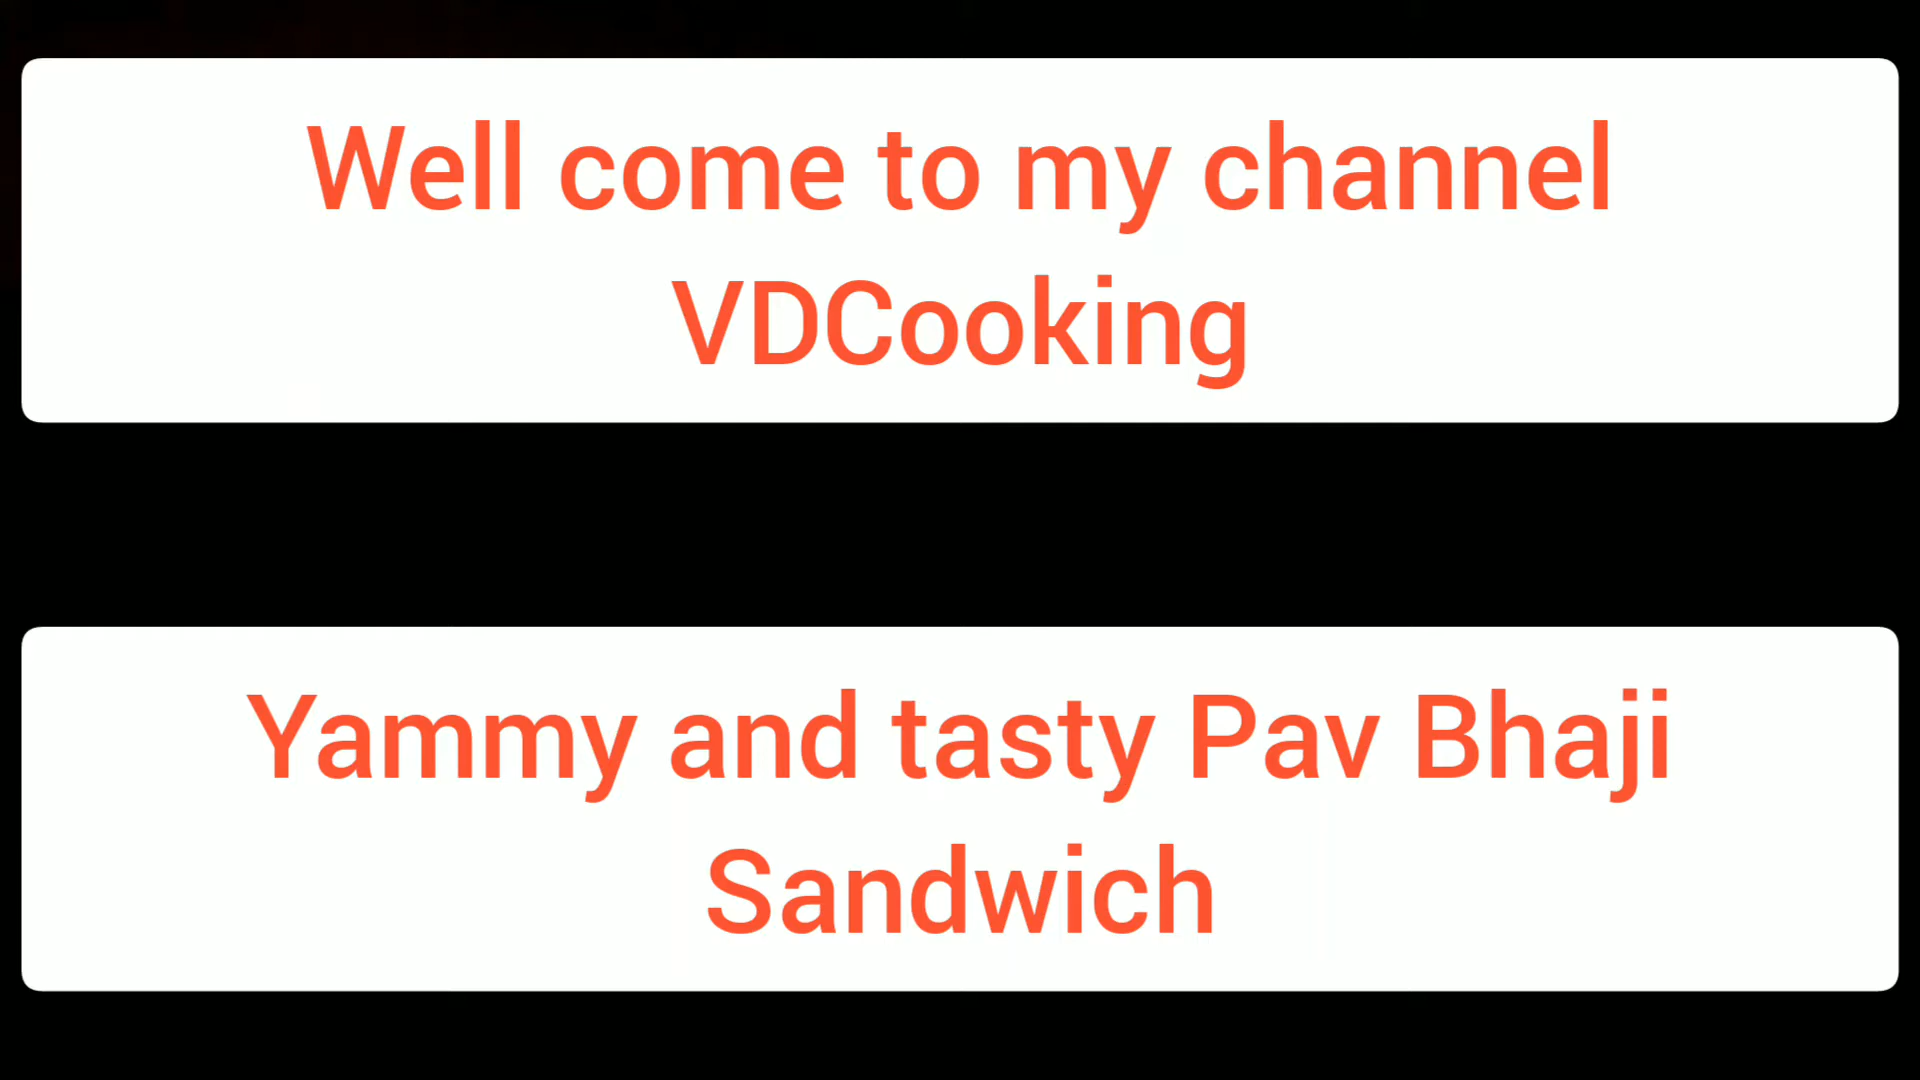 Well come to my channel
VDCooking
Yammy and tasty Pav Bhaji
Sandwich